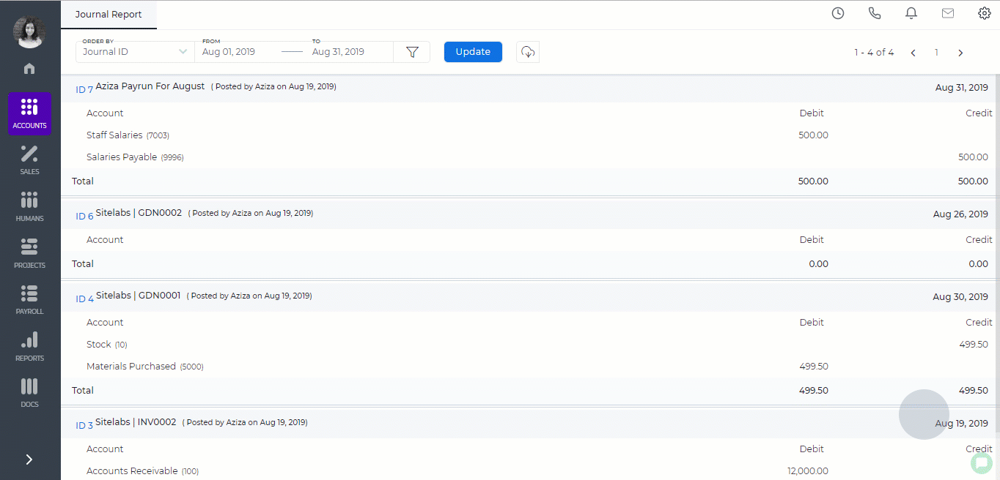 Journal Report
ORDER BY FROM TO
Journal ID Aug 01, 2019 Aug 31, 2019 Update 1 - 4 of 4 1
ACCOUNTS
SALES
HUMANS
PROJECTS
PAYROLL
REPORTS
DOCS
ID 7 Aziza Payrun For August ( Posted by Aziza on Aug 19, 2019) Aug 31, 2019
Account Debit Credit
Staff Salaries (7003) 500.00
Salaries Payable (9996) 500.00
Total 500.00 500.00
ID 6 Sitelabs | GDN0002 ( Posted by Aziza on Aug 19, 2019) Aug 26, 2019
Account Debit Credit
Total 0.00 0.00
ID 4 Sitelabs | GDN0001 ( Posted by Aziza on Aug 19, 2019) Aug 30, 2019
Account Debit Credit
Stock (10) 499.50
Materials Purchased (5000) 499.50
Total 499.50 499.50
ID 3 Sitelabs | INV0002 ( Posted by Aziza on Aug 19, 2019) Aug 19, 2019
Account Debit Credit
Accounts Receivable (100) 12,000.00